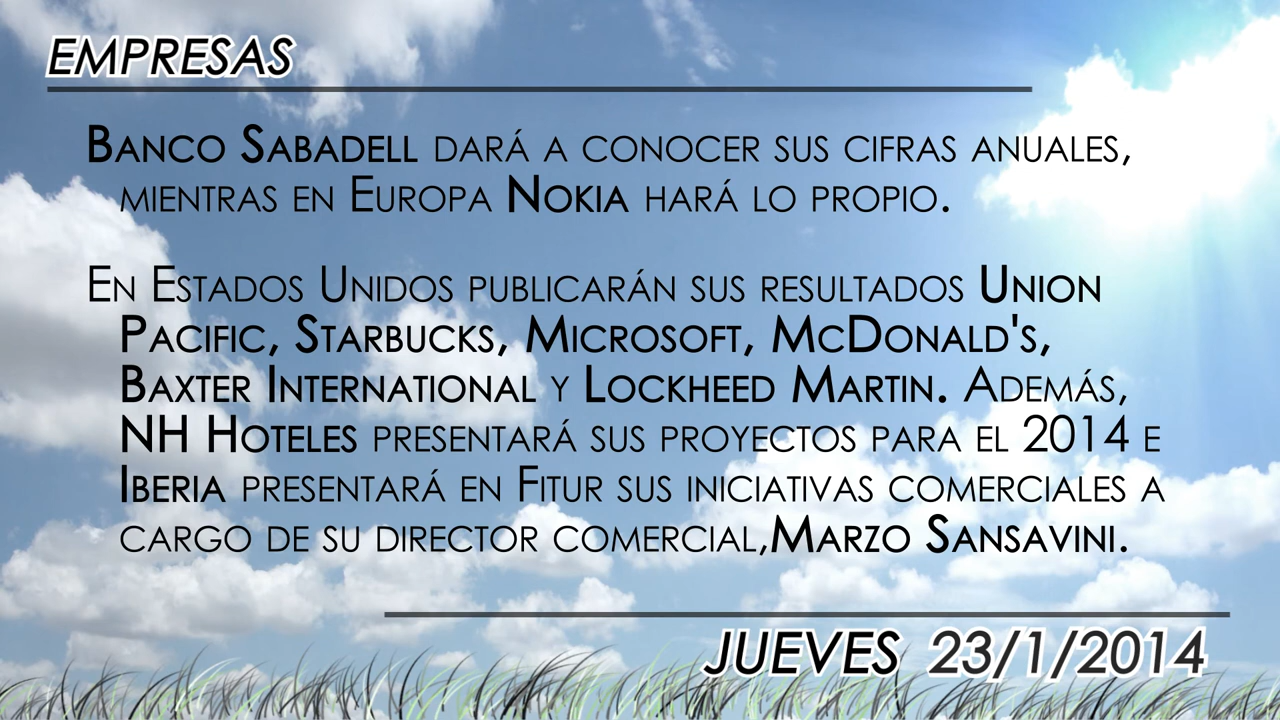 EMPRESAS
BANCO SABADELL DARÁ A CONOCER SUS CIFRAS ANUALES,
MIENTRAS EN EUROPA NOKIA HARÁ LO PROPIO.
EN ESTADOS UNIDOS PUBLICARÁN SUS RESULTADOS UNION
PACIFIC, STARBUCKS, MICROSOFT, MCDONALD'S,
BAXTER INTERNATIONAL Y LOCKHEED MARTIN. ADEMÁS,
NH HOTELES PRESENTARÁ SUS PROYECTOS PARA EL 2014 E
IBERIA PRESENTARÁ EN FITUR SUS INICIATIVAS COMERCIALES A
CARGO DE SU DIRECTOR COMERCIAL,MARZO SANSAVINI.
JUEVES 23/1/2014